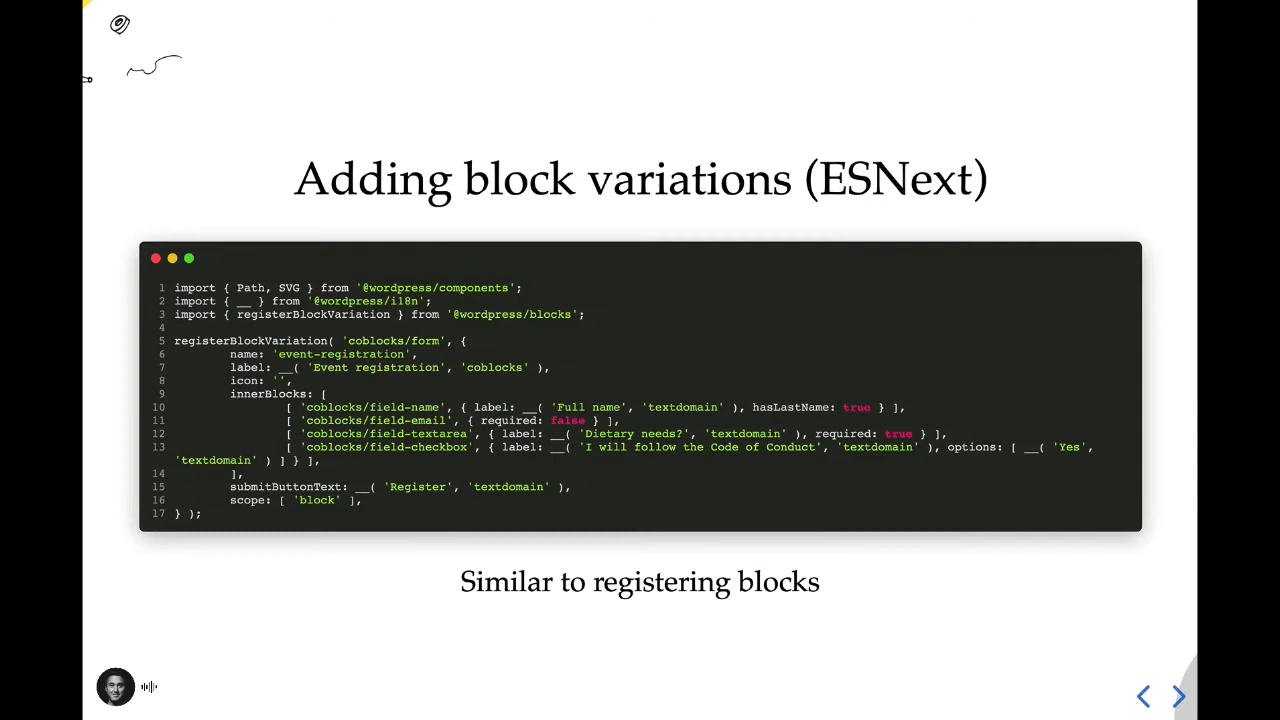 Adding block variations (ESNext)
1 import { Path, SVG } from '@wordpress/components';
2 import { __ } from '@wordpress/i18n';
3 import { registerBlockVariation } from '@wordpress/blocks';
4
5 registerBlockVariation( 'coblocks/form', {
6 name: 'event-registration',
7 label: __( 'Event registration', 'coblocks' ),
8 icon: '',
9 innerBlocks: [
10 [ 'coblocks/field-name', { label: __( 'Full name', 'textdomain' ), hasLastName: true } ],
11 [ 'coblocks/field-email', { required: false } ],
12 [ 'coblocks/field-textarea', { label: __( 'Dietary needs?', 'textdomain' ), required: true } ],
13 [ 'coblocks/field-checkbox', { label: __( 'I will follow the Code of Conduct', 'textdomain' ), options: [ __( 'Yes',
'textdomain' ) ] } ],
14 ],
15 submitButtonText: __( 'Register', 'textdomain' ),
16 scope: [ 'block' ],
17 } );
Similar to registering blocks